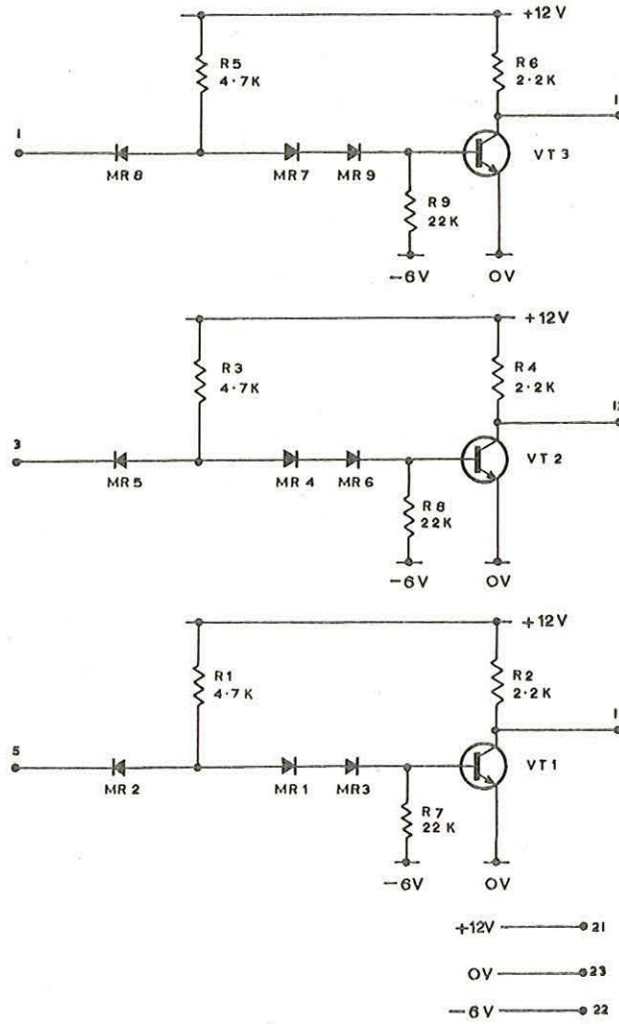 +12V
R5
4·7K
R6
2·2K
1
MR8
MR7
MR9
VT3
R9
22K
-6V
0V
+12V
R3
4·7K
R4
2·2K
3
MR5
MR4
MR6
VT2
R8
22K
-6V
0V
+12V
R1
4·7K
R2
2·2K
5
MR2
MR1
MR3
VT1
R7
22K
-6V
0V
+12V 21
0V 23
-6V 22